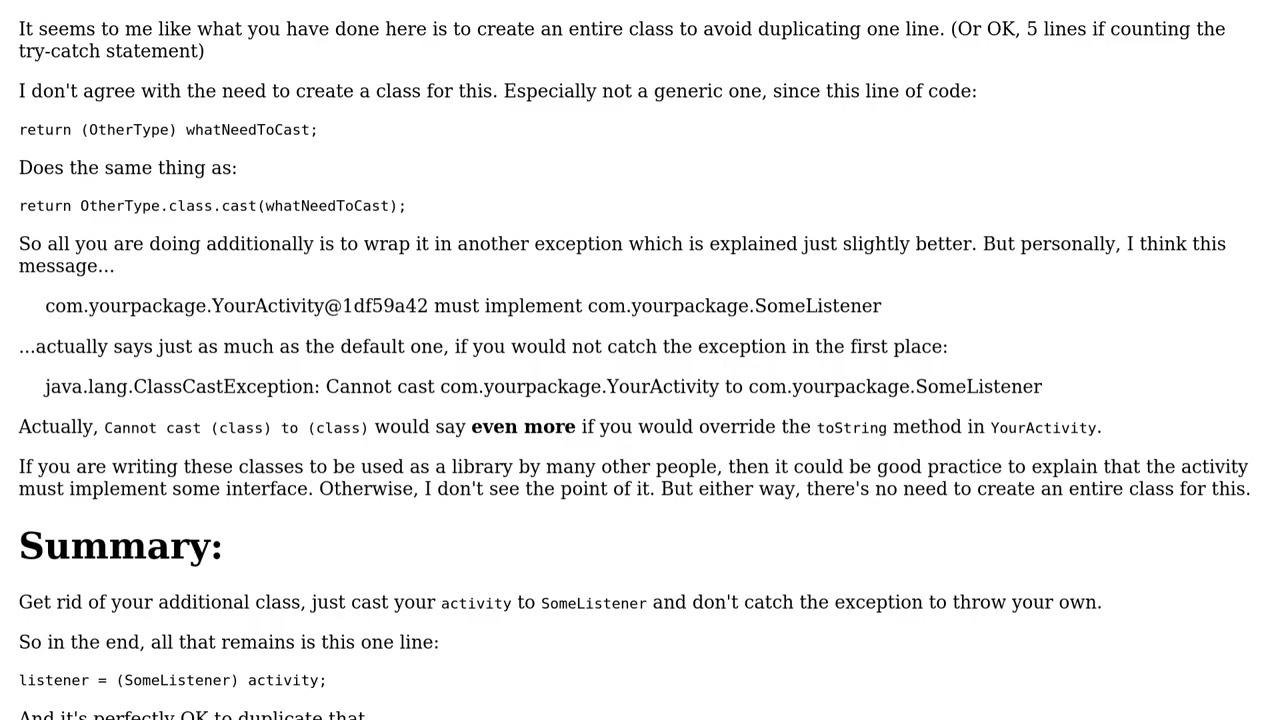 It seems to me like what you have done here is to create an entire class to avoid duplicating one line. (Or OK, 5 lines if counting the
try-catch statement)
I don't agree with the need to create a class for this. Especially not a generic one, since this line of code:
return (OtherType) whatNeedToCast;
Does the same thing as:
return OtherType.class.cast(whatNeedToCast);
So all you are doing additionally is to wrap it in another exception which is explained just slightly better. But personally, I think this
message...
com.yourpackage.YourActivity@1df59a42 must implement com.yourpackage.SomeListener
...actually says just as much as the default one, if you would not catch the exception in the first place:
java.lang.ClassCastException: Cannot cast com.yourpackage.YourActivity to com.yourpackage.SomeListener
Actually, Cannot cast (class) to (class) would say even more if you would override the toString method in YourActivity.
If you are writing these classes to be used as a library by many other people, then it could be good practice to explain that the activity
must implement some interface. Otherwise, I don't see the point of it. But either way, there's no need to create an entire class for this.
Summary:
Get rid of your additional class, just cast your activity to SomeListener and don't catch the exception to throw your own.
So in the end, all that remains is this one line:
listener = (SomeListener) activity;
And it's perfectly OK to duplicate that